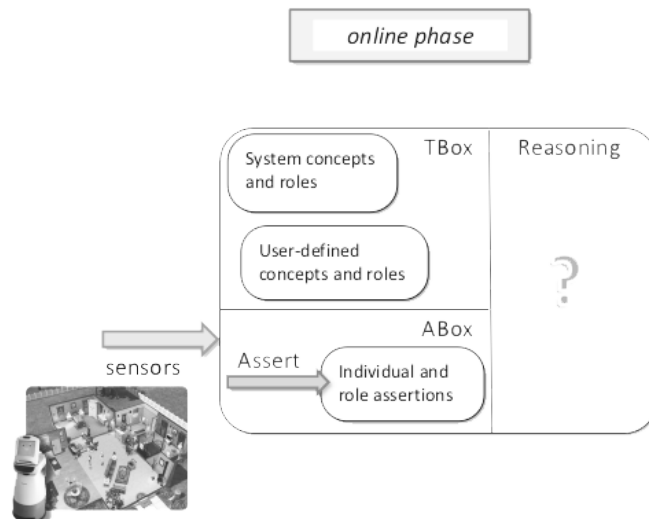 online phase
TBox
Reasoning
System concepts
and roles
User-defined
concepts and roles
?
ABox
sensors
Assert
Individual and
role assertions